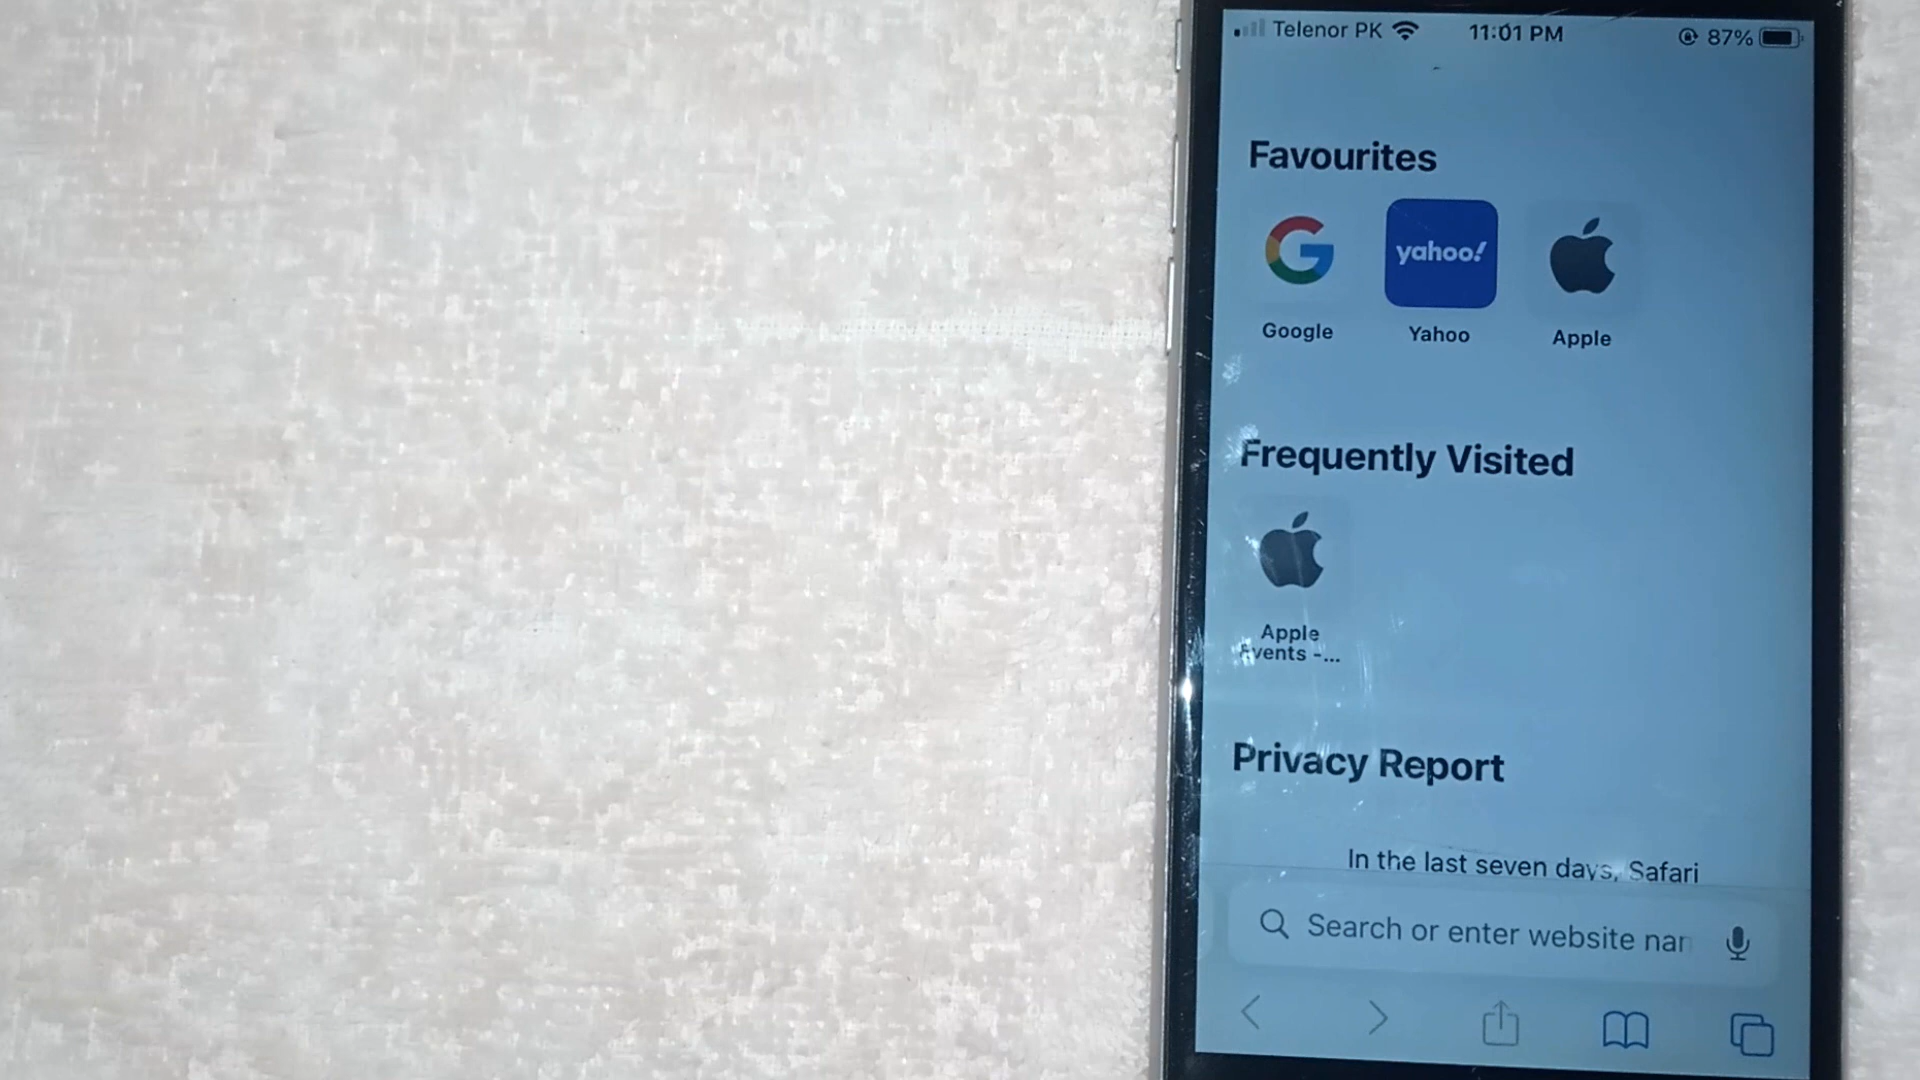 Telenor PK 11:01 PM 87%
Favourites
yahoo!
Google Yahoo Apple
Frequently Visited
Apple
Events -...
Privacy Report
In the last seven days, Safari
Search or enter website nar